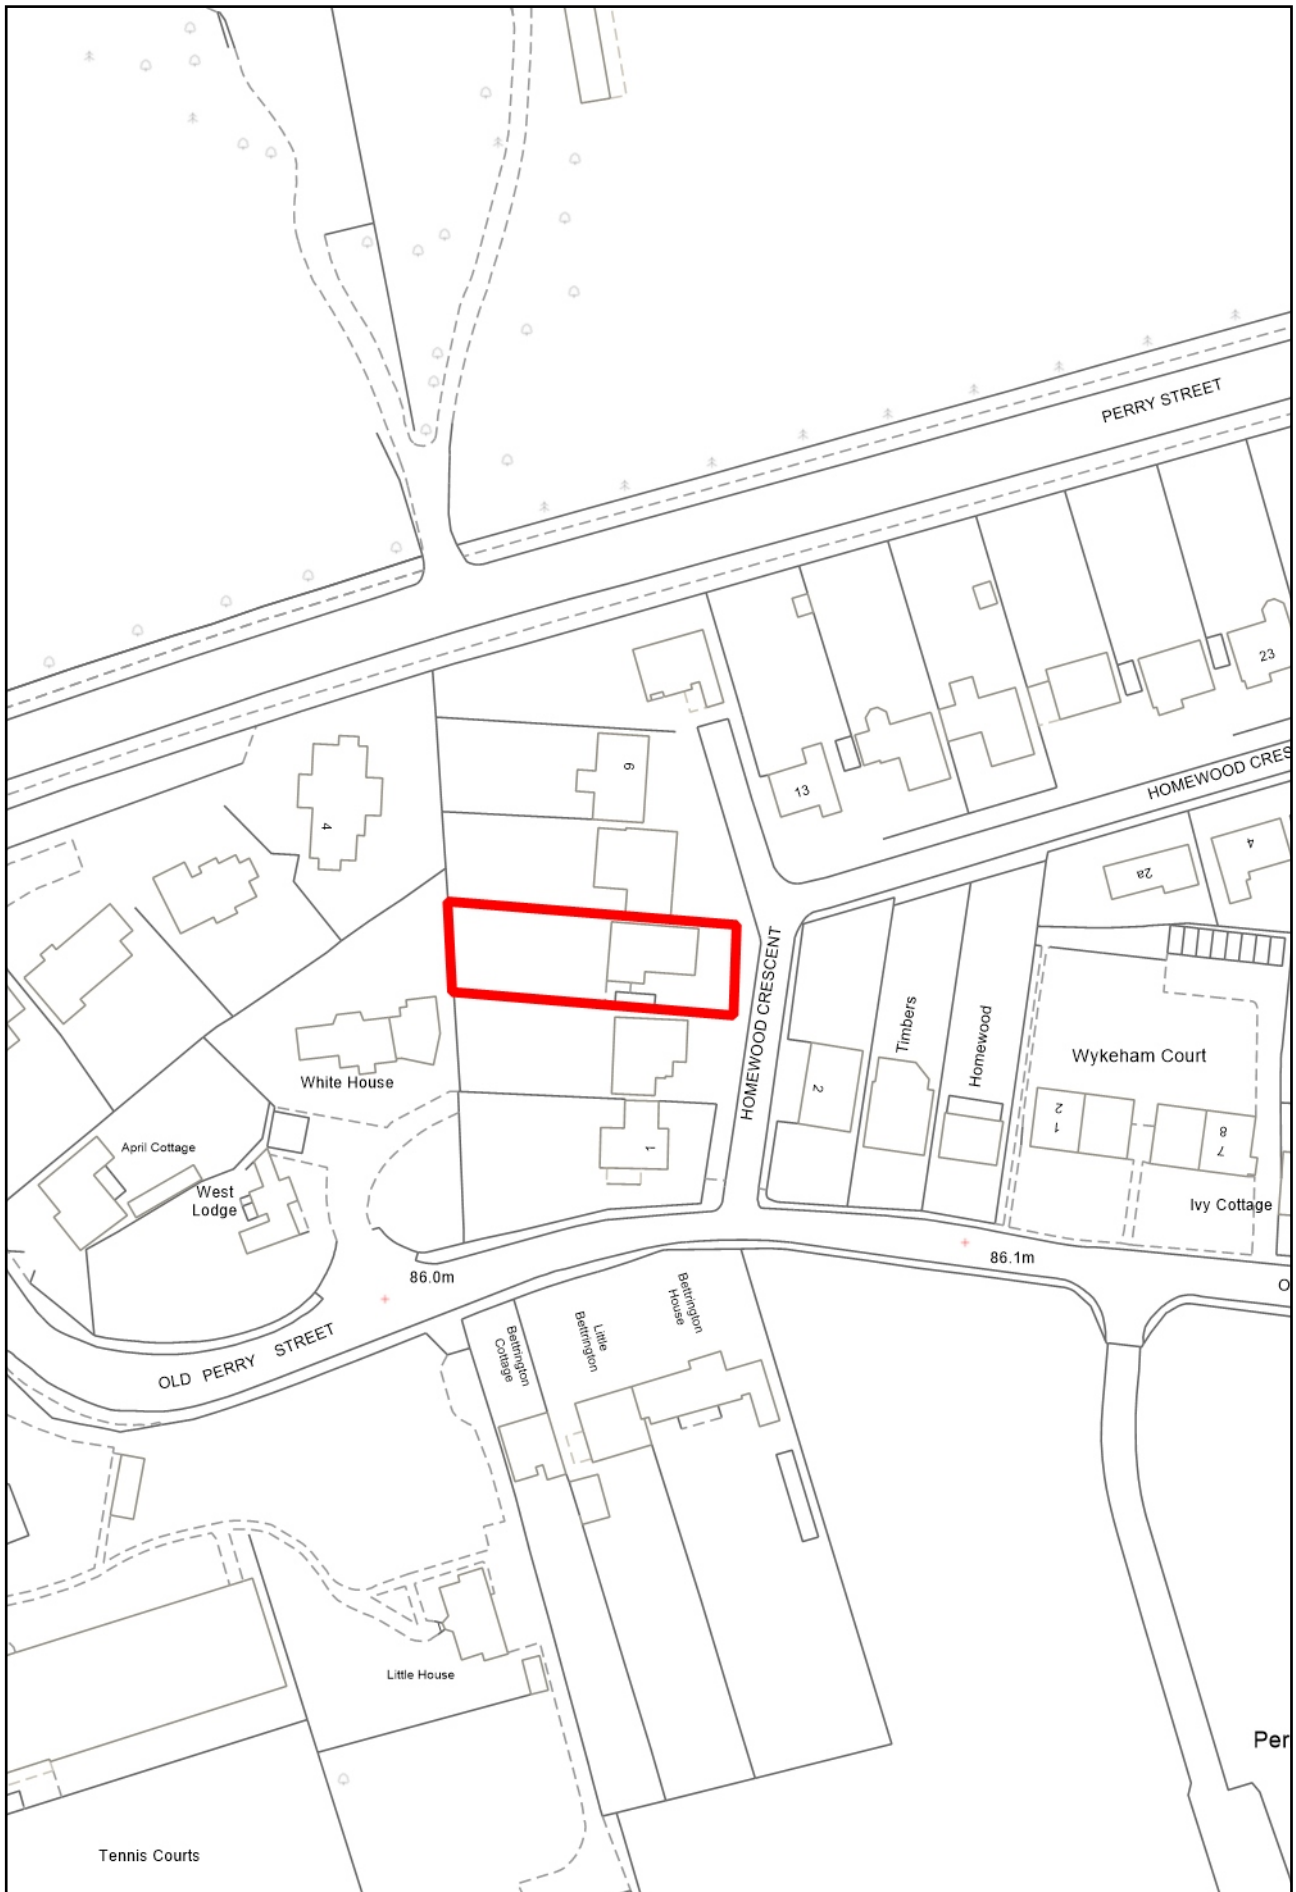 PERRY STREET
23
HOMEWOOD CRES
13
9
4
4
2a
HOMEWOOD CRESCENT
Timbers
Homewood
Wykeham Court
White House
2
2
1
8
7
1
April Cottage
West
Lodge
Ivy Cottage
86.1m
86.0m
O
OLD PERRY STREET
Bettrington
House
Little
Bettrington
Bettrington
Cottage
Little House
Per
Tennis Courts